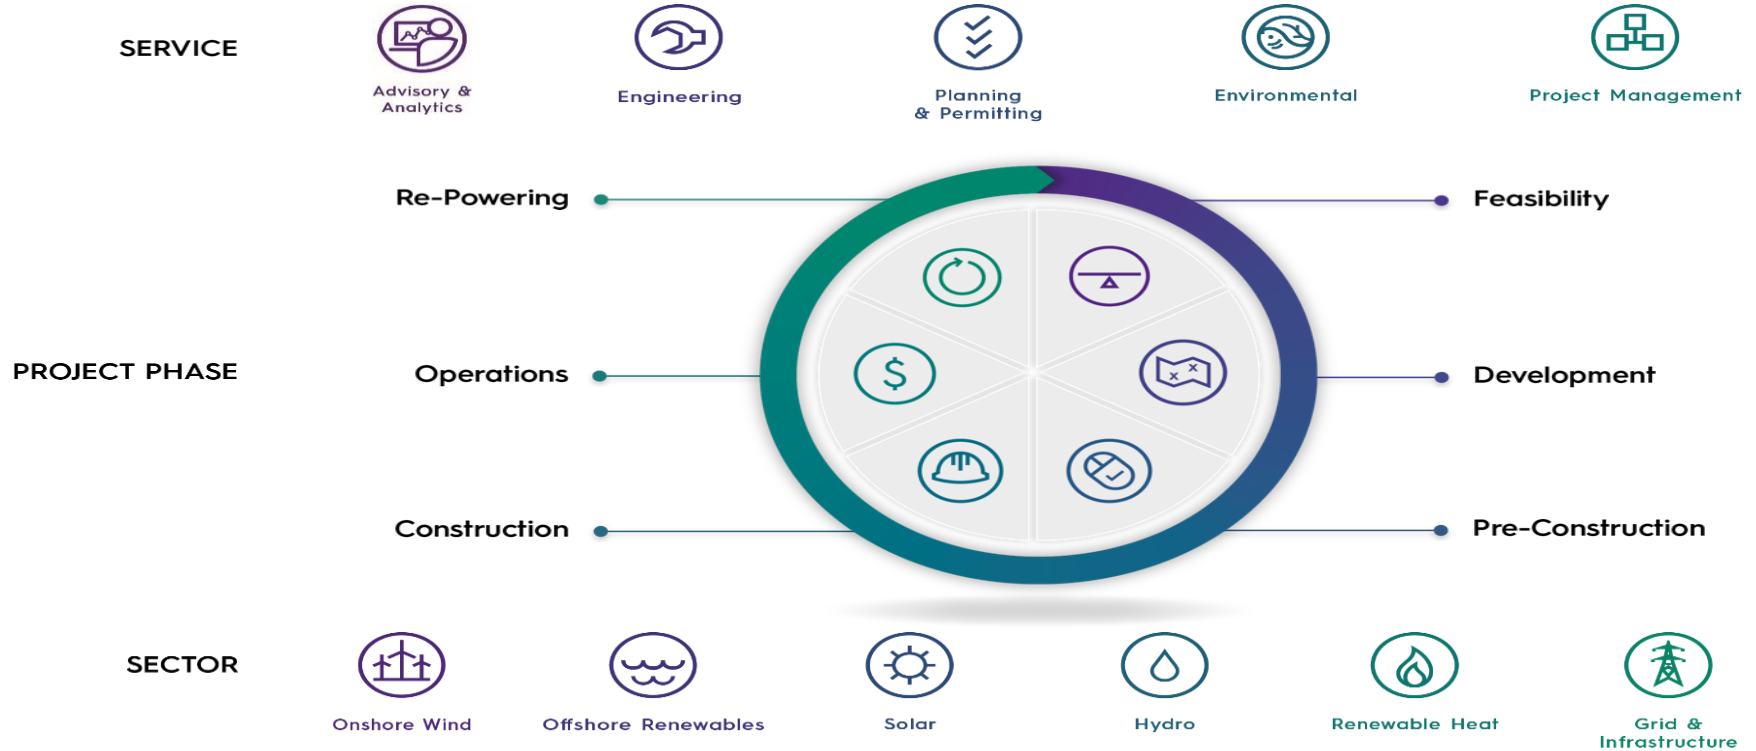 SERVICE
Advisory &
Analytics
Engineering
Planning
& Permitting
Environmental
Project Management
PROJECT PHASE
Re-Powering
Feasibility
Operations
$
Development
Construction
Pre-Construction
SECTOR
Onshore Wind
Offshore Renewables
Solar
Hydro
Renewable Heat
Grid &
Infrastructure